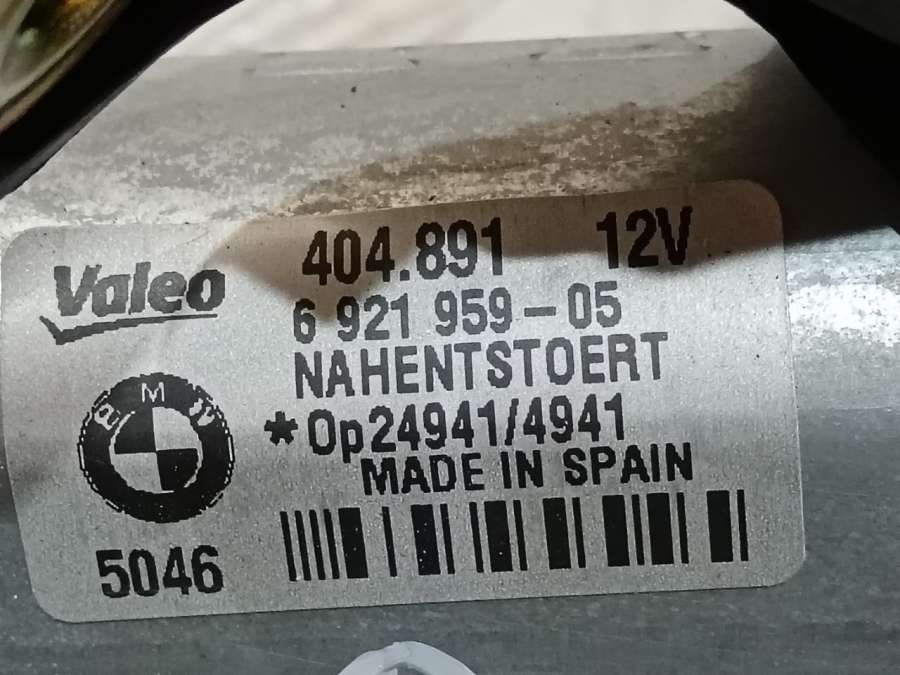 Valeo
404.891 12V
6 921 959-05
NAHENTSTOERT
*Op24941/4941
MADE IN SPAIN
BMW
5046